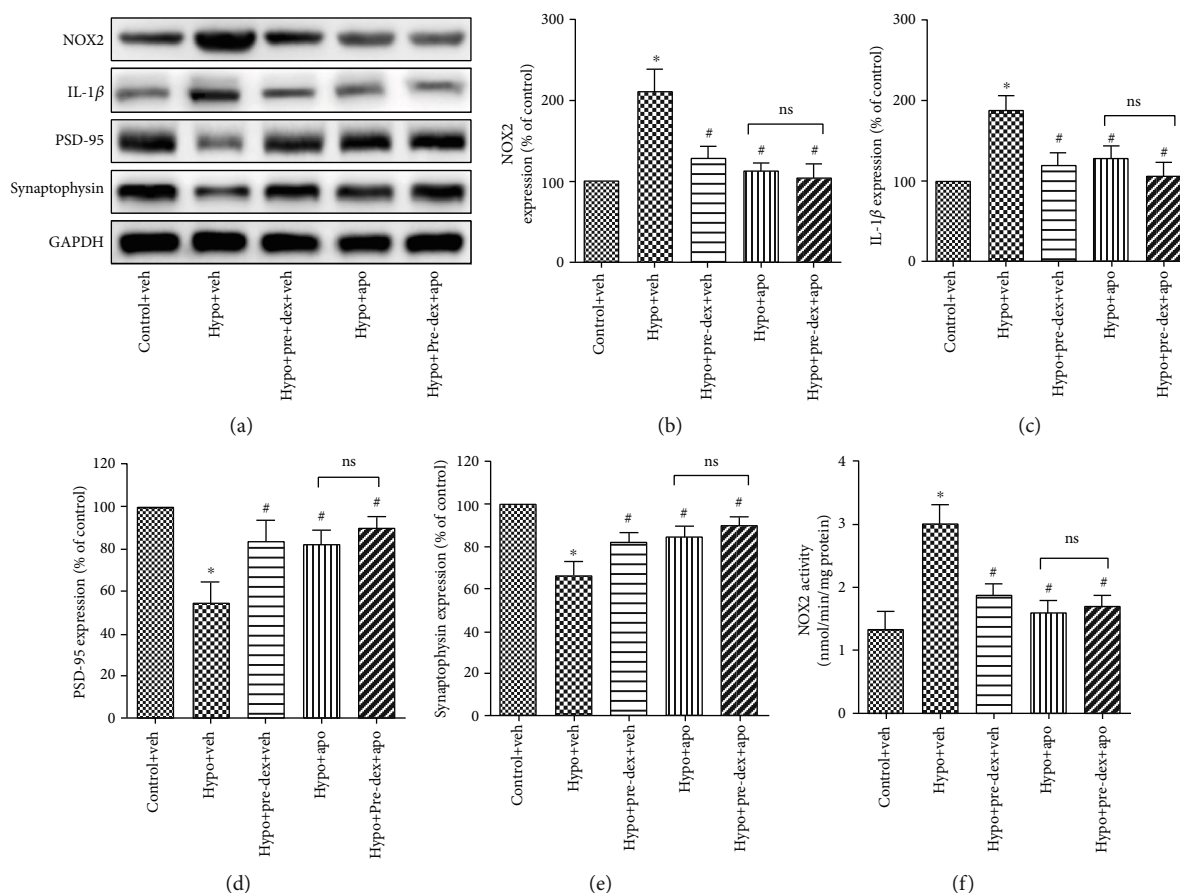 NOX2
IL-1β
PSD-95
Synaptophysin
GAPDH
Control+veh
Hypo+veh
Hypo+pre+dex+veh
Hypo+apo
Hypo+Pre-dex+apo
(a)
300
200
100
0
NOX2
expression (% of control)
*
#
#
#
ns
Control+veh
Hypo+veh
Hypo+pre-dex+veh
Hypo+apo
Hypo+pre-dex+apo
(b)
300
200
100
0
IL-1β expression (% of control)
*
#
#
#
ns
Control+veh
Hypo+veh
Hypo+pre-dex+veh
Hypo+apo
Hypo+pre-dex+apo
(c)
120
100
80
60
40
20
0
PSD-95 expression (% of control)
*
#
#
#
ns
Control+veh
Hypo+veh
Hypo+pre-dex+veh
Hypo+apo
Hypo+Pre-dex+apo
(d)
120
100
80
60
40
20
0
Synaptophysin expression (% of control)
*
#
#
#
ns
Control+veh
Hypo+veh
Hypo+pre-dex+veh
Hypo+apo
Hypo+pre-dex+apo
(e)
4
3
2
1
0
NOX2 activity
(nmol/min/mg protein)
*
#
#
#
ns
Control+veh
Hypo+veh
Hypo+pre-dex+veh
Hypo+apo
Hypo+pre-dex+apo
(f)